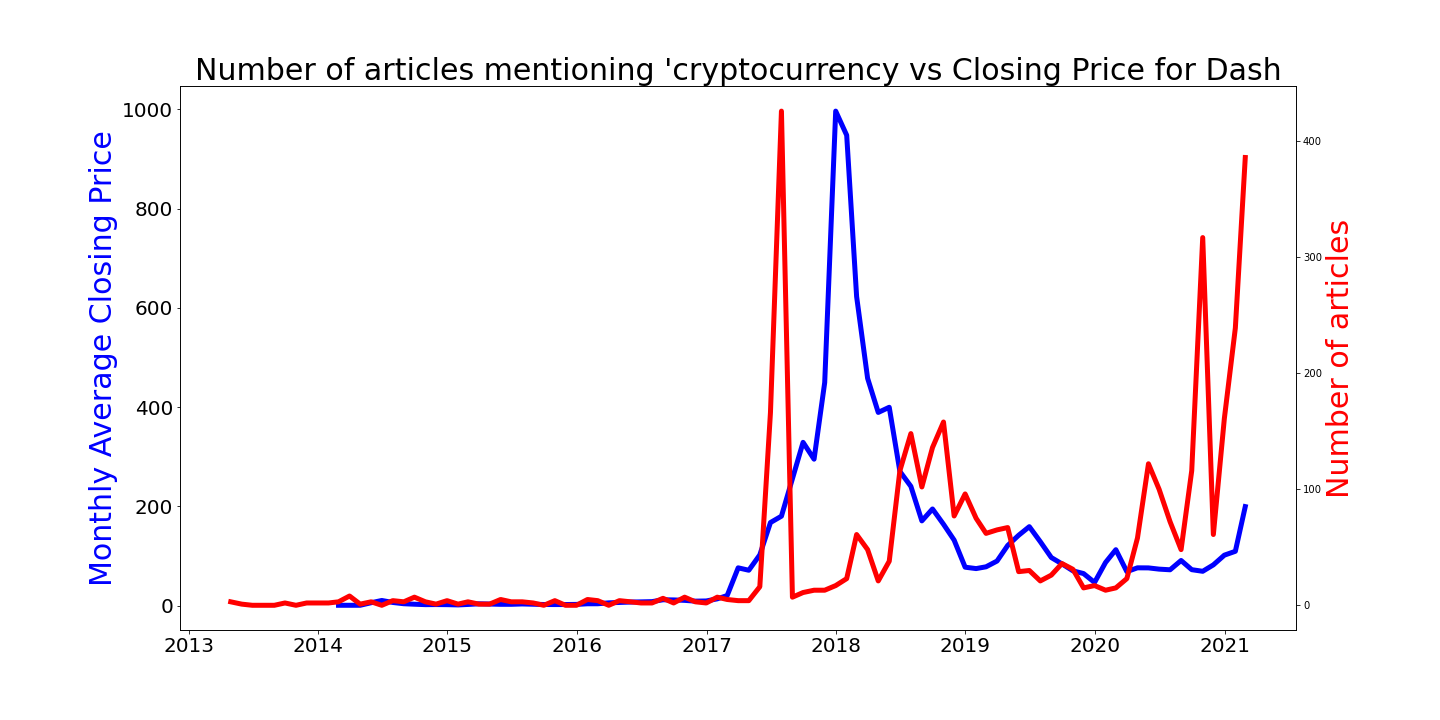 Number of articles mentioning 'cryptocurrency vs Closing Price for Dash
Monthly Average Closing Price
1000
800
600
400
200
0
400
300
200
100
0
Number of articles
2013 2014 2015 2016 2017 2018 2019 2020 2021